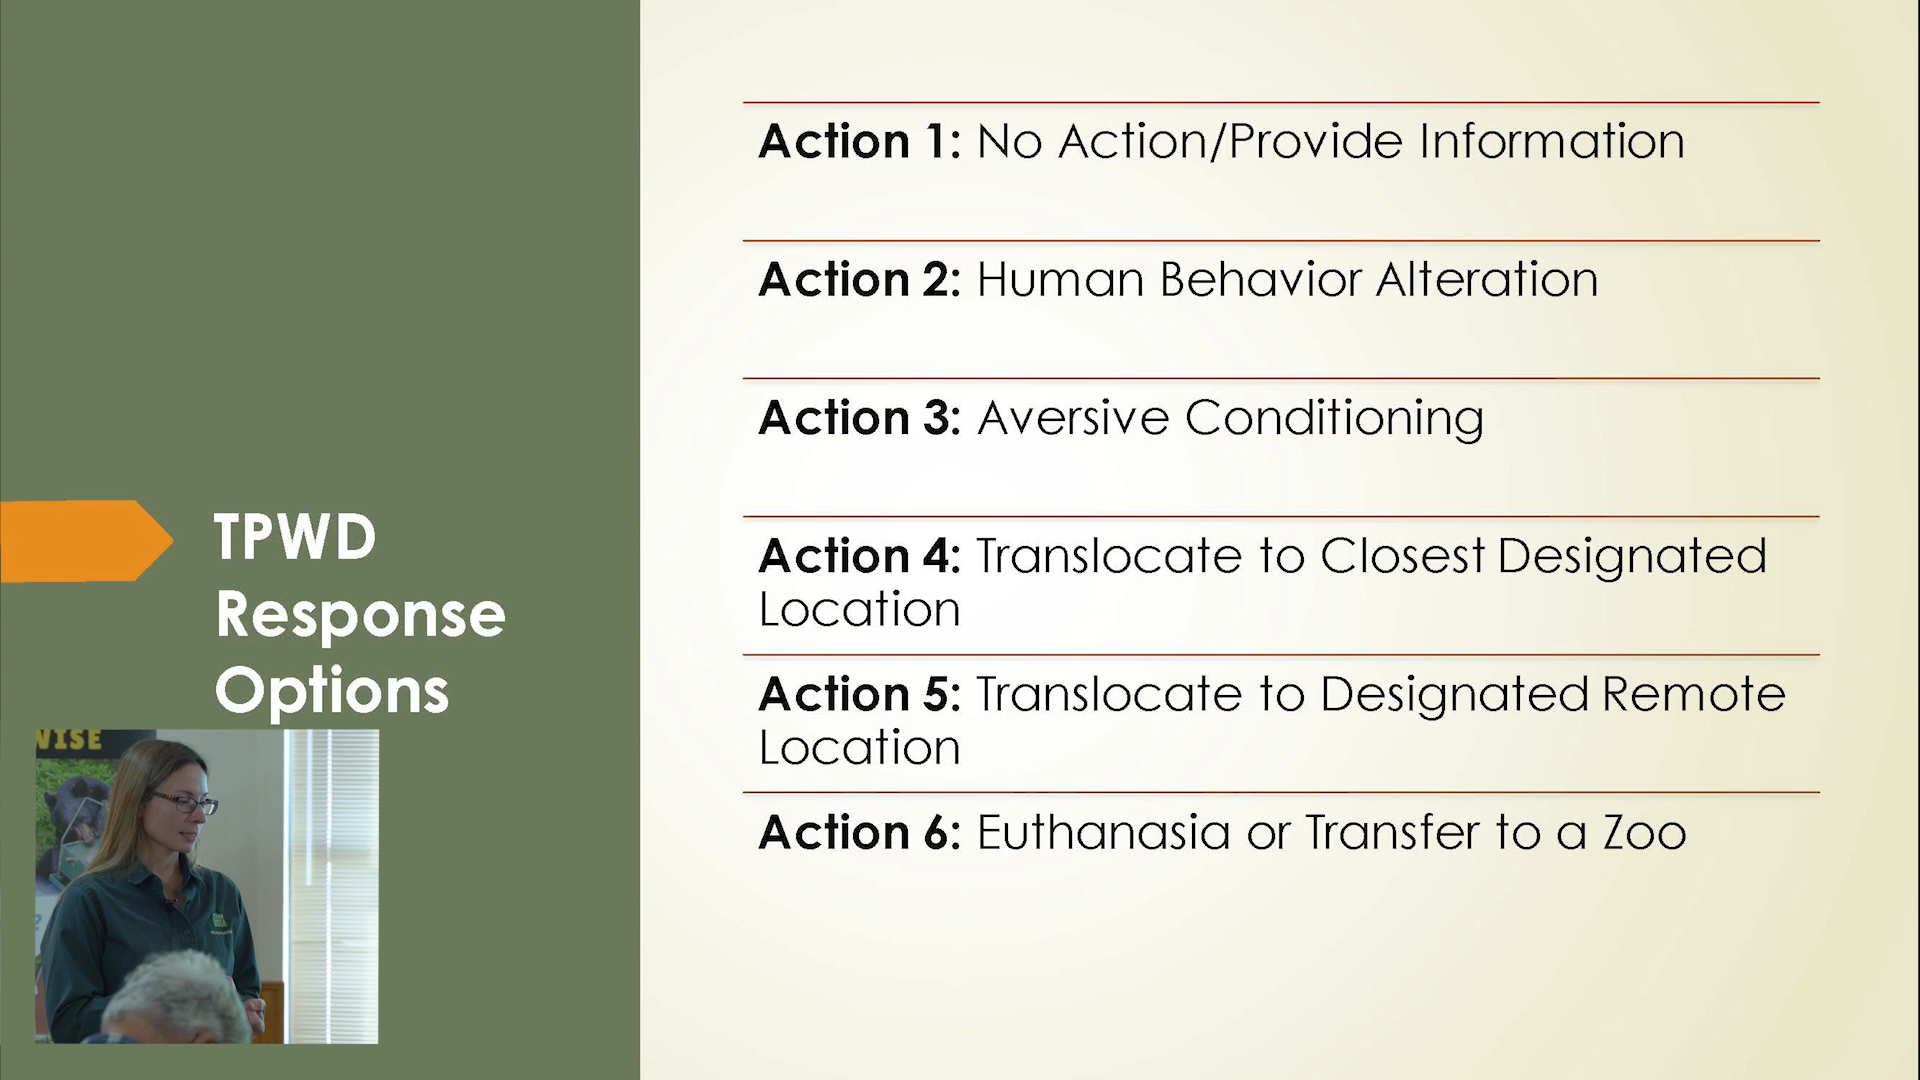 TPWD
Response
Options
Action 1: No Action/Provide Information
Action 2: Human Behavior Alteration
Action 3: Aversive Conditioning
Action 4: Translocate to Closest Designated
Location
Action 5: Translocate to Designated Remote
Location
Action 6: Euthanasia or Transfer to a Zoo
WISE